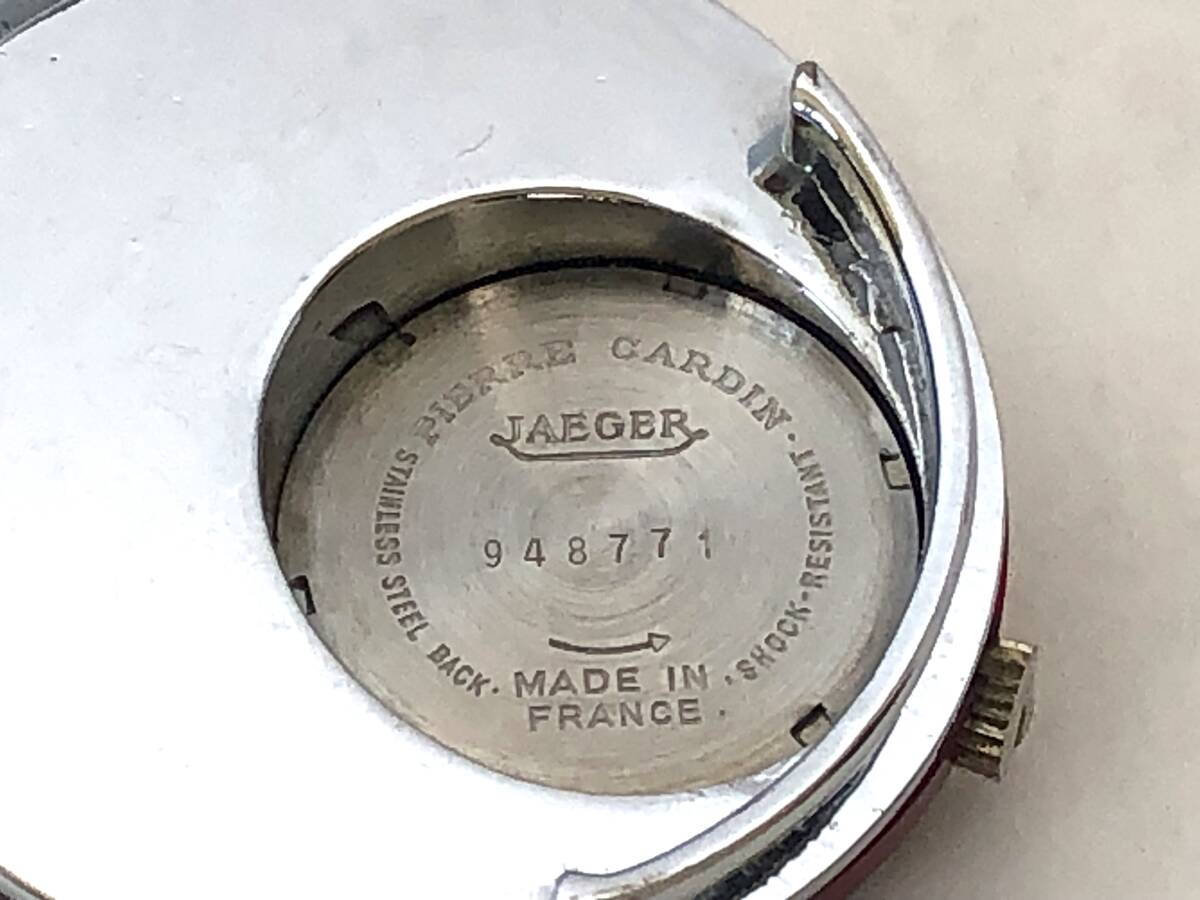 PIERRE CARDIN ·
JAEGER
948771
MADE IN
FRANCE ·
STAINLESS STEEL BACK ·
· SHOCK-RESISTANT